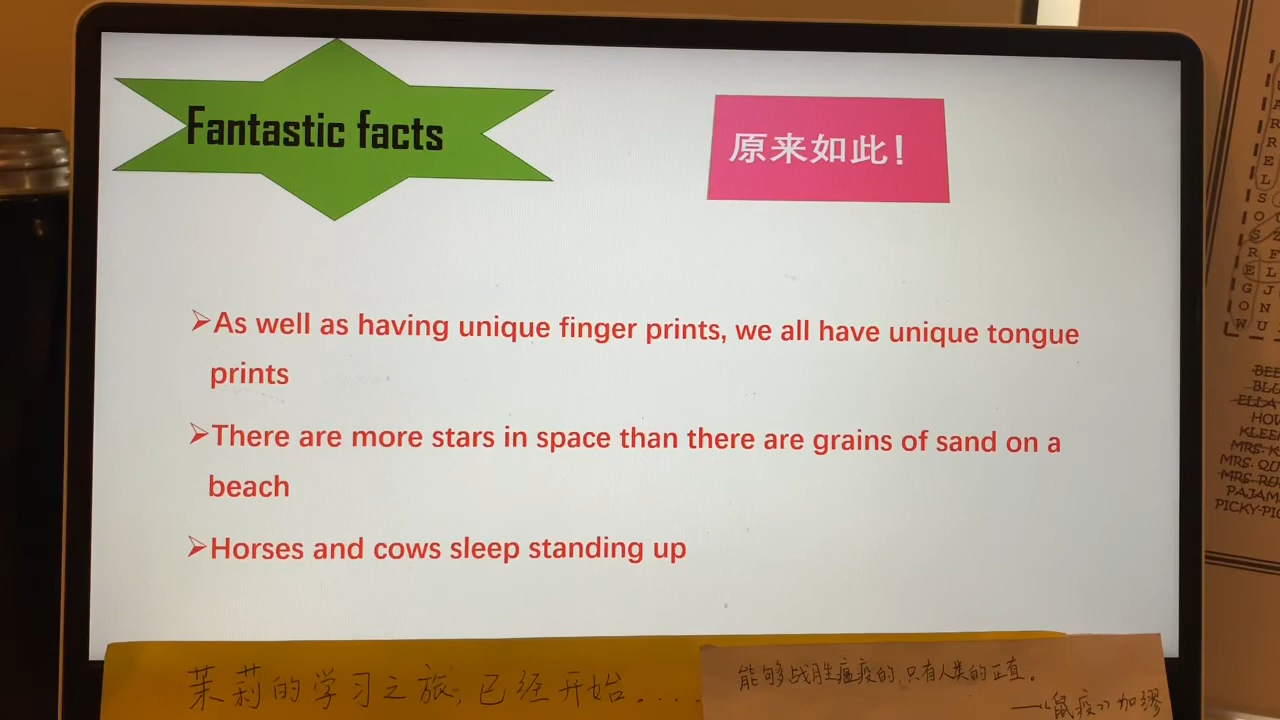 Fantastic facts
原来如此!
➢As well as having unique finger prints, we all have unique tongue
prints
➢There are more stars in space than there are grains of sand on a
beach
➢Horses and cows sleep standing up
茉莉的学习之旅,已经开始....
能够战胜瘟疫的,只有人类的正直。
——《鼠疫》加缪